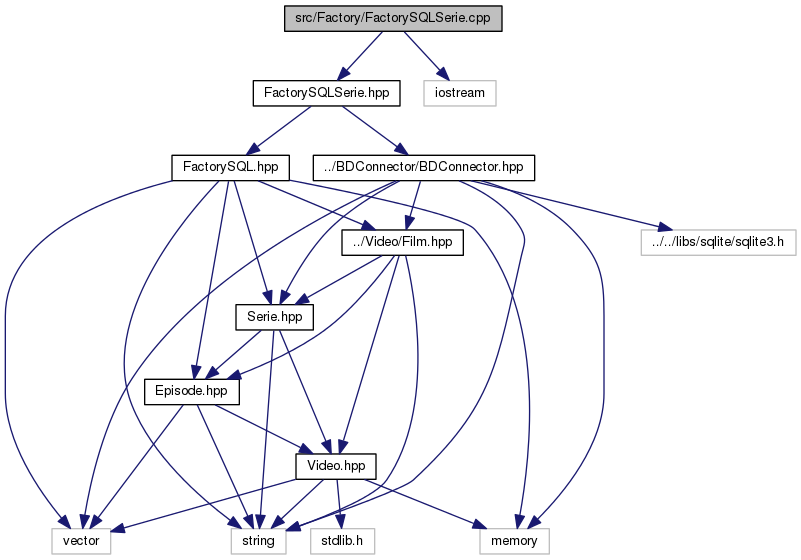 src/Factory/FactorySQLSerie.cpp
FactorySQLSerie.hpp
iostream
FactorySQL.hpp
../BDConnector/BDConnector.hpp
../Video/Film.hpp
../../libs/sqlite/sqlite3.h
Serie.hpp
Episode.hpp
Video.hpp
vector
string
stdlib.h
memory